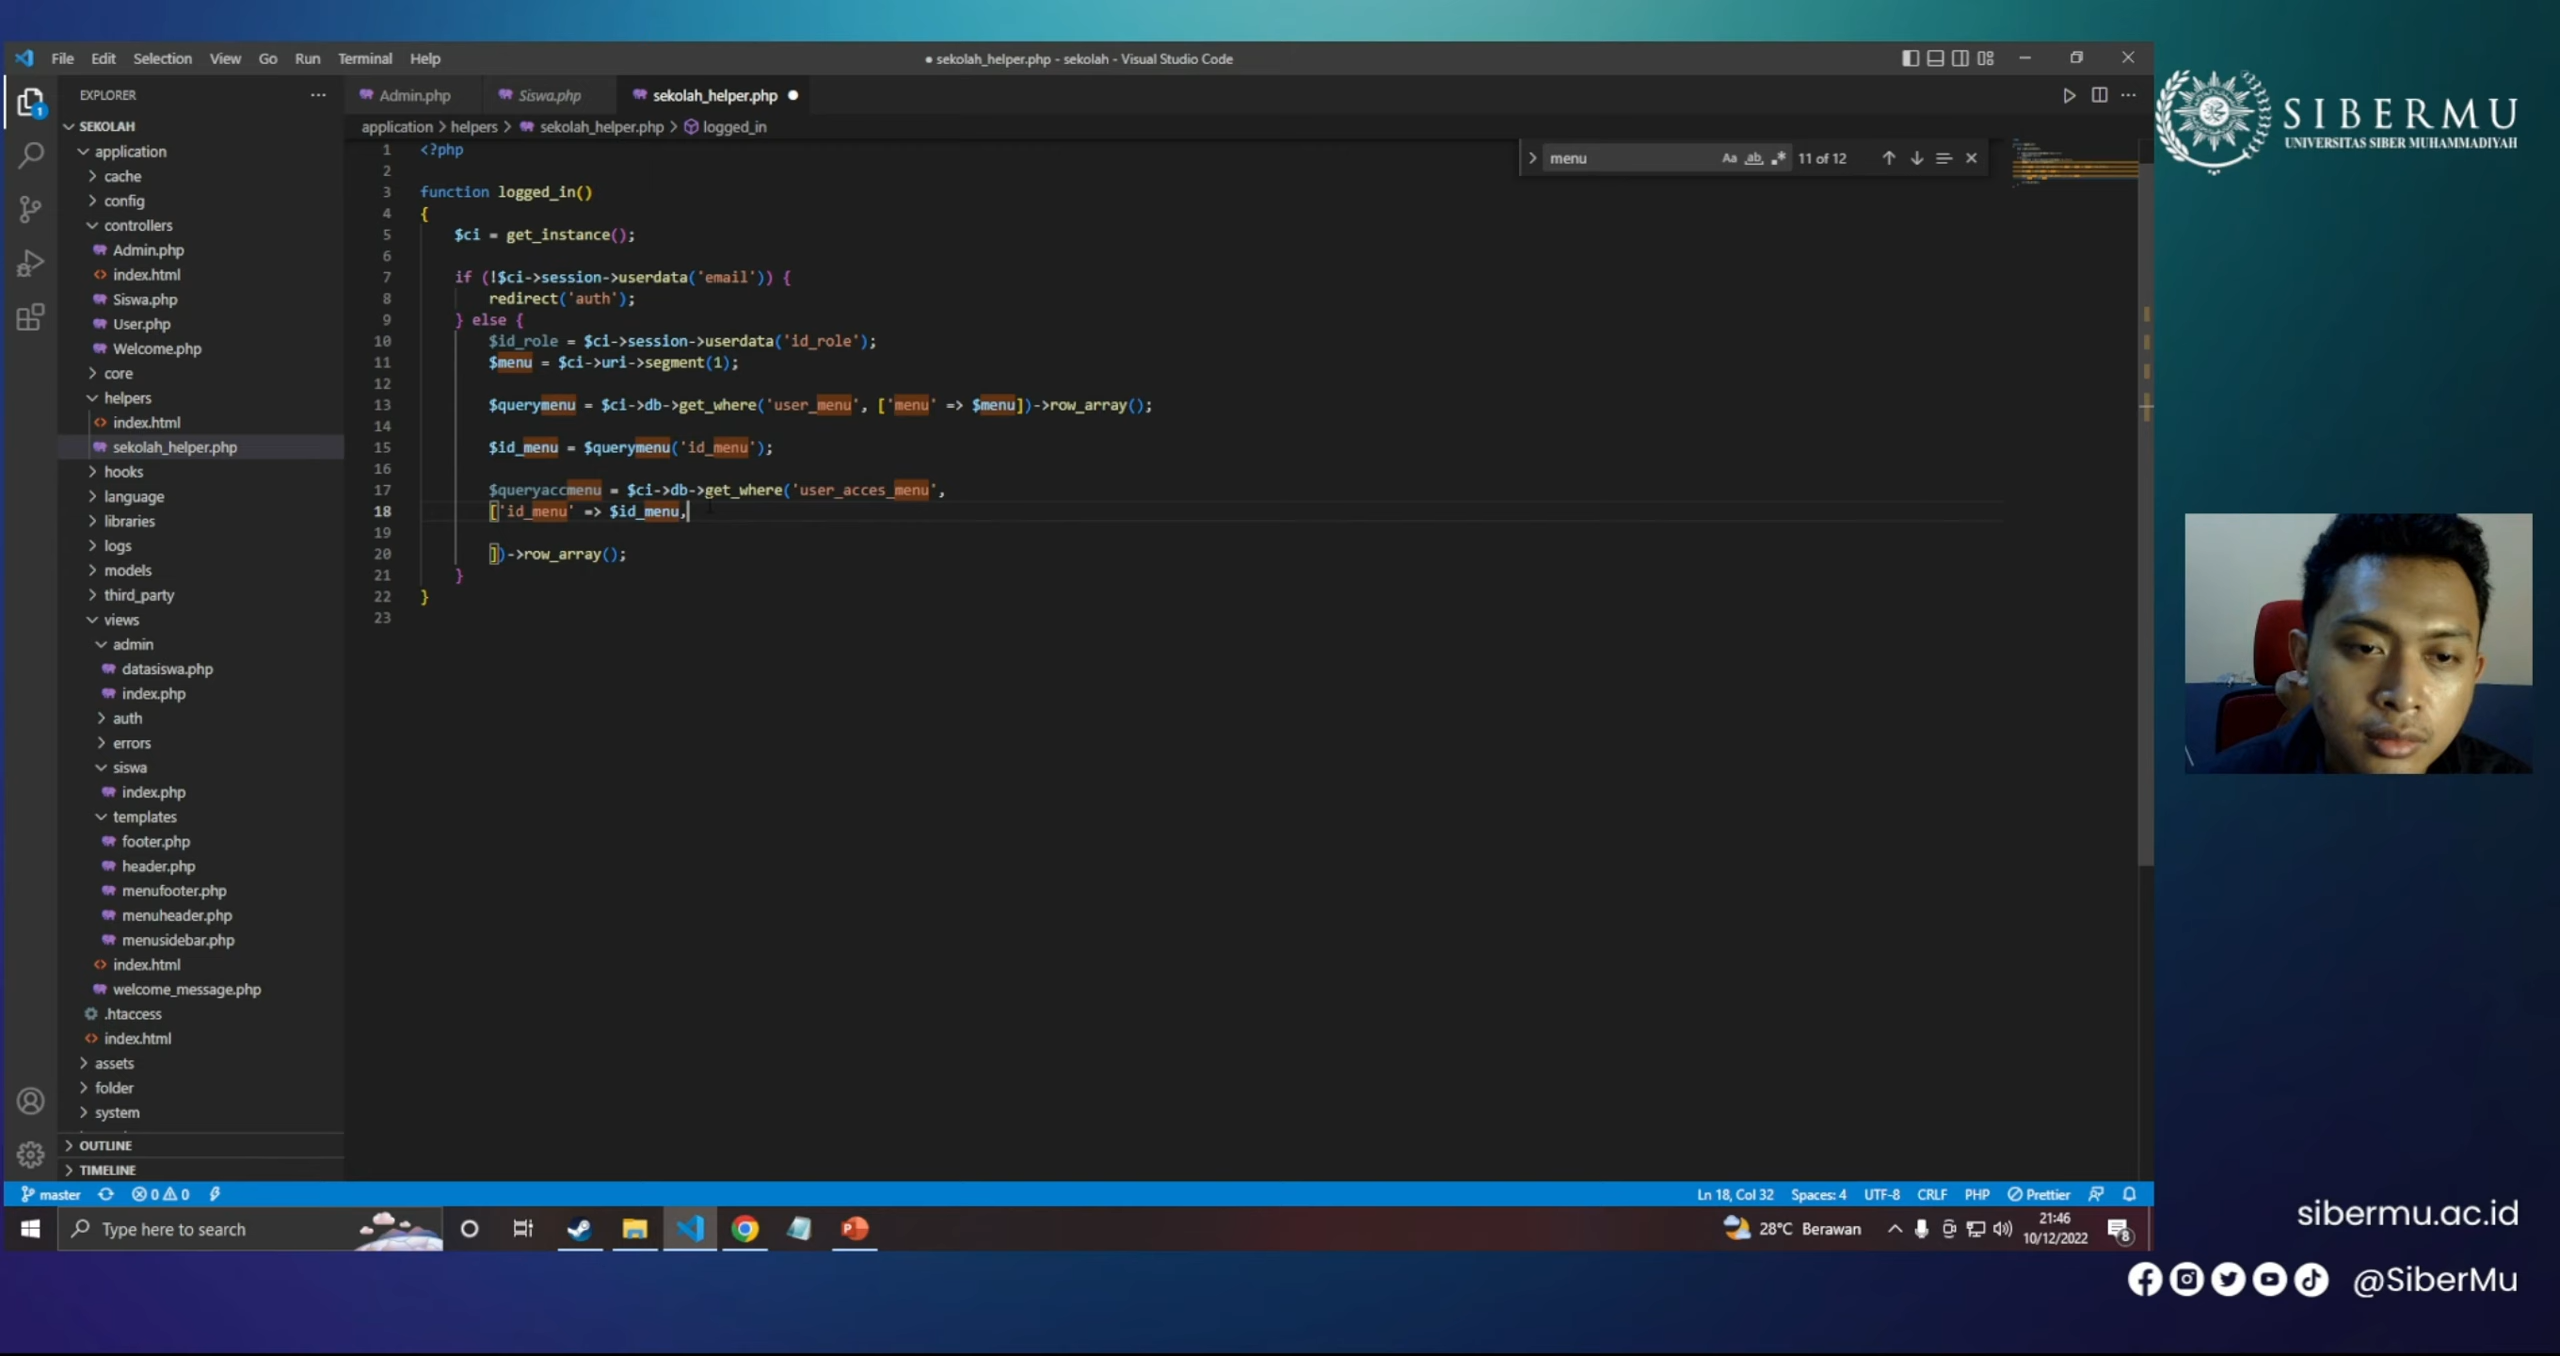 File Edit Selection View Go Run Terminal Help
● sekolah_helper.php - sekolah - Visual Studio Code
SIBERMU
UNIVERSITAS SIBER MUHAMMADIYAH
EXPLORER ...
Admin.php Siswa.php sekolah_helper.php ●
application > helpers > sekolah_helper.php > logged_in
menu Aa ab 11 of 12
SEKOLAH
application
cache
config
controllers
Admin.php
index.html
Siswa.php
User.php
Welcome.php
core
helpers
index.html
sekolah_helper.php
hooks
language
libraries
logs
models
third_party
views
admin
datasiswa.php
index.php
auth
errors
siswa
index.php
templates
footer.php
header.php
menufooter.php
menuheader.php
menusidebar.php
index.html
welcome_message.php
.htaccess
index.html
assets
folder
system
OUTLINE
TIMELINE
1 <?php
2
3 function logged_in()
4 {
5 $ci = get_instance();
6
7 if (!$ci->session->userdata('email')) {
8 redirect('auth');
9 } else {
10 $id_role = $ci->session->userdata('id_role');
11 $menu = $ci->uri->segment(1);
12
13 $querymenu = $ci->db->get_where('user_menu', ['menu' => $menu])->row_array();
14
15 $id_menu = $querymenu('id_menu');
16
17 $queryaccmenu = $ci->db->get_where('user_acces_menu',
18 ['id_menu' => $id_menu,
19
20 ])->row_array();
21 }
22 }
23
master 0 0 Ln 18, Col 32 Spaces: 4 UTF-8 CRLF PHP Prettier
Type here to search
28°C Berawan
21:46
10/12/2022
8
sibermu.ac.id
@SiberMu